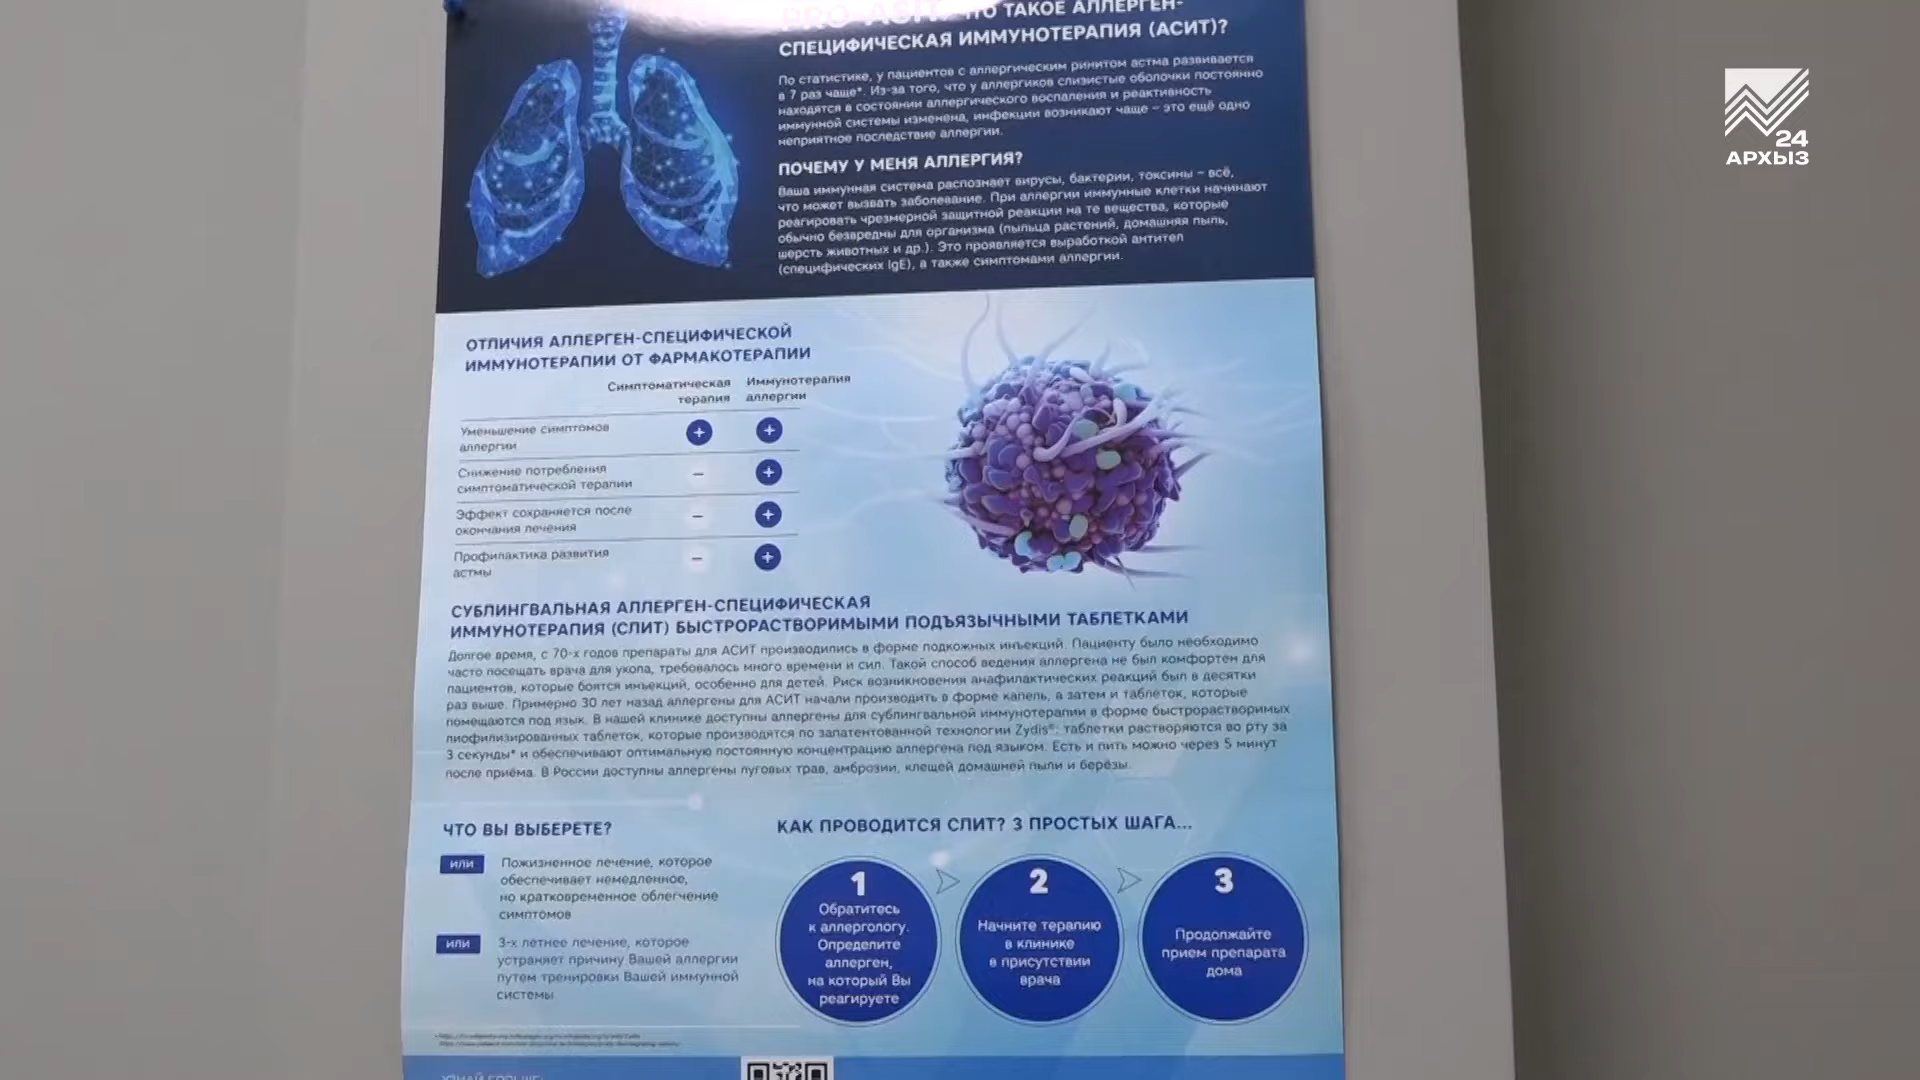 PRO-АСИТ. ЧТО ТАКОЕ АЛЛЕРГЕН-
СПЕЦИФИЧЕСКАЯ ИММУНОТЕРАПИЯ (АСИТ)?
По статистике, у пациентов с аллергическим ринитом астма развивается
в 7 раз чаще*. Из-за того, что у аллергиков слизистые оболочки постоянно
находятся в состоянии аллергического воспаления и реактивность
иммунной системы изменена, инфекции возникают чаще – это ещё одно
неприятное последствие аллергии.
ПОЧЕМУ У МЕНЯ АЛЛЕРГИЯ?
Ваша иммунная система распознает вирусы, бактерии, токсины – всё,
что может вызвать заболевание. При аллергии иммунные клетки начинают
реагировать чрезмерной защитной реакции на те вещества, которые
обычно безвредны для организма (пыльца растений, домашняя пыль,
шерсть животных и др.). Это проявляется выработкой антител
(специфических IgE), а также симптомами аллергии.
24
АРХЫЗ
ОТЛИЧИЯ АЛЛЕРГЕН-СПЕЦИФИЧЕСКОЙ
ИММУНОТЕРАПИИ ОТ ФАРМАКОТЕРАПИИ
Симптоматическая терапия
Иммунотерапия аллергии
Уменьшение симптомов
аллергии + +
Снижение потребления
симптоматической терапии – +
Эффект сохраняется после
окончания лечения – +
Профилактика развития
астмы – +
СУБЛИНГВАЛЬНАЯ АЛЛЕРГЕН-СПЕЦИФИЧЕСКАЯ
ИММУНОТЕРАПИЯ (СЛИТ) БЫСТРОРАСТВОРИМЫМИ ПОДЪЯЗЫЧНЫМИ ТАБЛЕТКАМИ
Долгое время, с 70-х годов препараты для АСИТ производились в форме подкожных инъекций. Пациенту было необходимо
часто посещать врача для укола, требовалось много времени и сил. Такой способ ведения аллергена не был комфортен для
пациентов, которые боятся инъекций, особенно для детей. Риск возникновения анафилактических реакций был в десятки
раз выше. Примерно 30 лет назад аллергены для АСИТ начали производить в форме капель, а затем и таблеток, которые
помещаются под язык. В нашей клинике доступны аллергены для сублингвальной иммунотерапии в форме быстрорастворимых
лиофилизированных таблеток, которые производятся по запатентованной технологии Zydis®: таблетки растворяются во рту за
3 секунды* и обеспечивают оптимальную постоянную концентрацию аллергена под языком. Есть и пить можно через 5 минут
после приёма. В России доступны аллергены луговых трав, амброзии, клещей домашней пыли и берёзы.
ЧТО ВЫ ВЫБЕРЕТЕ?
или
Пожизненное лечение, которое
обеспечивает немедленное,
но кратковременное облегчение
симптомов
или
3-х летнее лечение, которое
устраняет причину Вашей аллергии
путем тренировки Вашей иммунной
системы
КАК ПРОВОДИТСЯ СЛИТ? 3 ПРОСТЫХ ШАГА...
1
Обратитесь
к аллергологу.
Определите
аллерген,
на который Вы
реагируете
2
Начните терапию
в клинике
в присутствии
врача
3
Продолжайте
прием препарата
дома